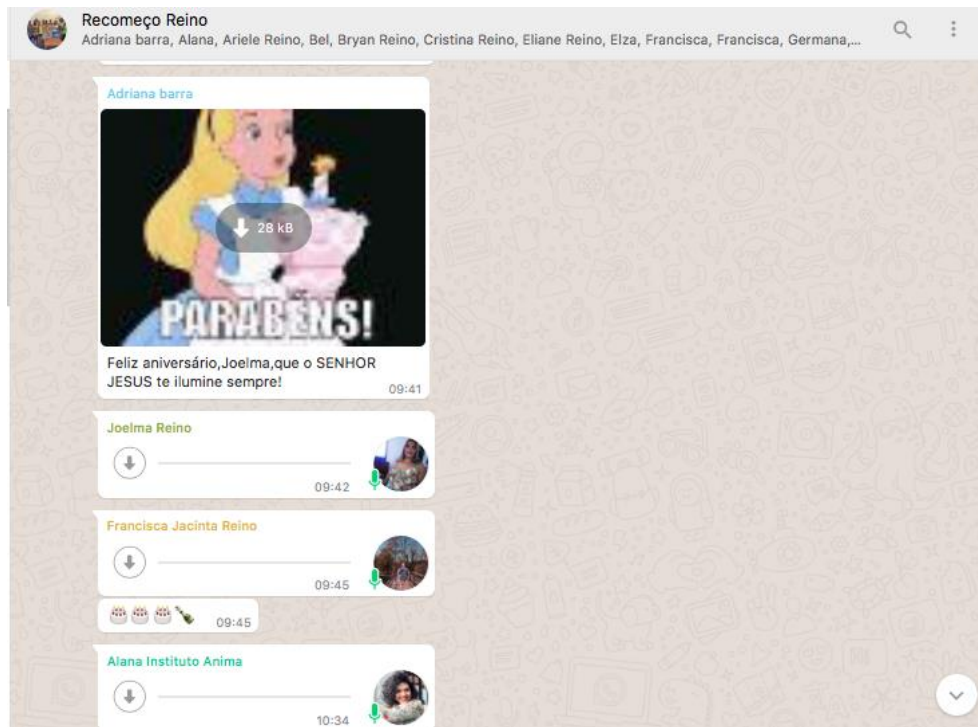 Recomeço Reino
Adriana barra, Alana, Ariele Reino, Bel, Bryan Reino, Cristina Reino, Eliane Reino, Elza, Francisca, Francisca, Germana,...
Adriana barra
28 kB
PARABÉNS!
Feliz aniversário,Joelma,que o SENHOR
JESUS te ilumine sempre!
09:41
Joelma Reino
09:42
Francisca Jacinta Reino
09:45
09:45
Alana Instituto Anima
10:34